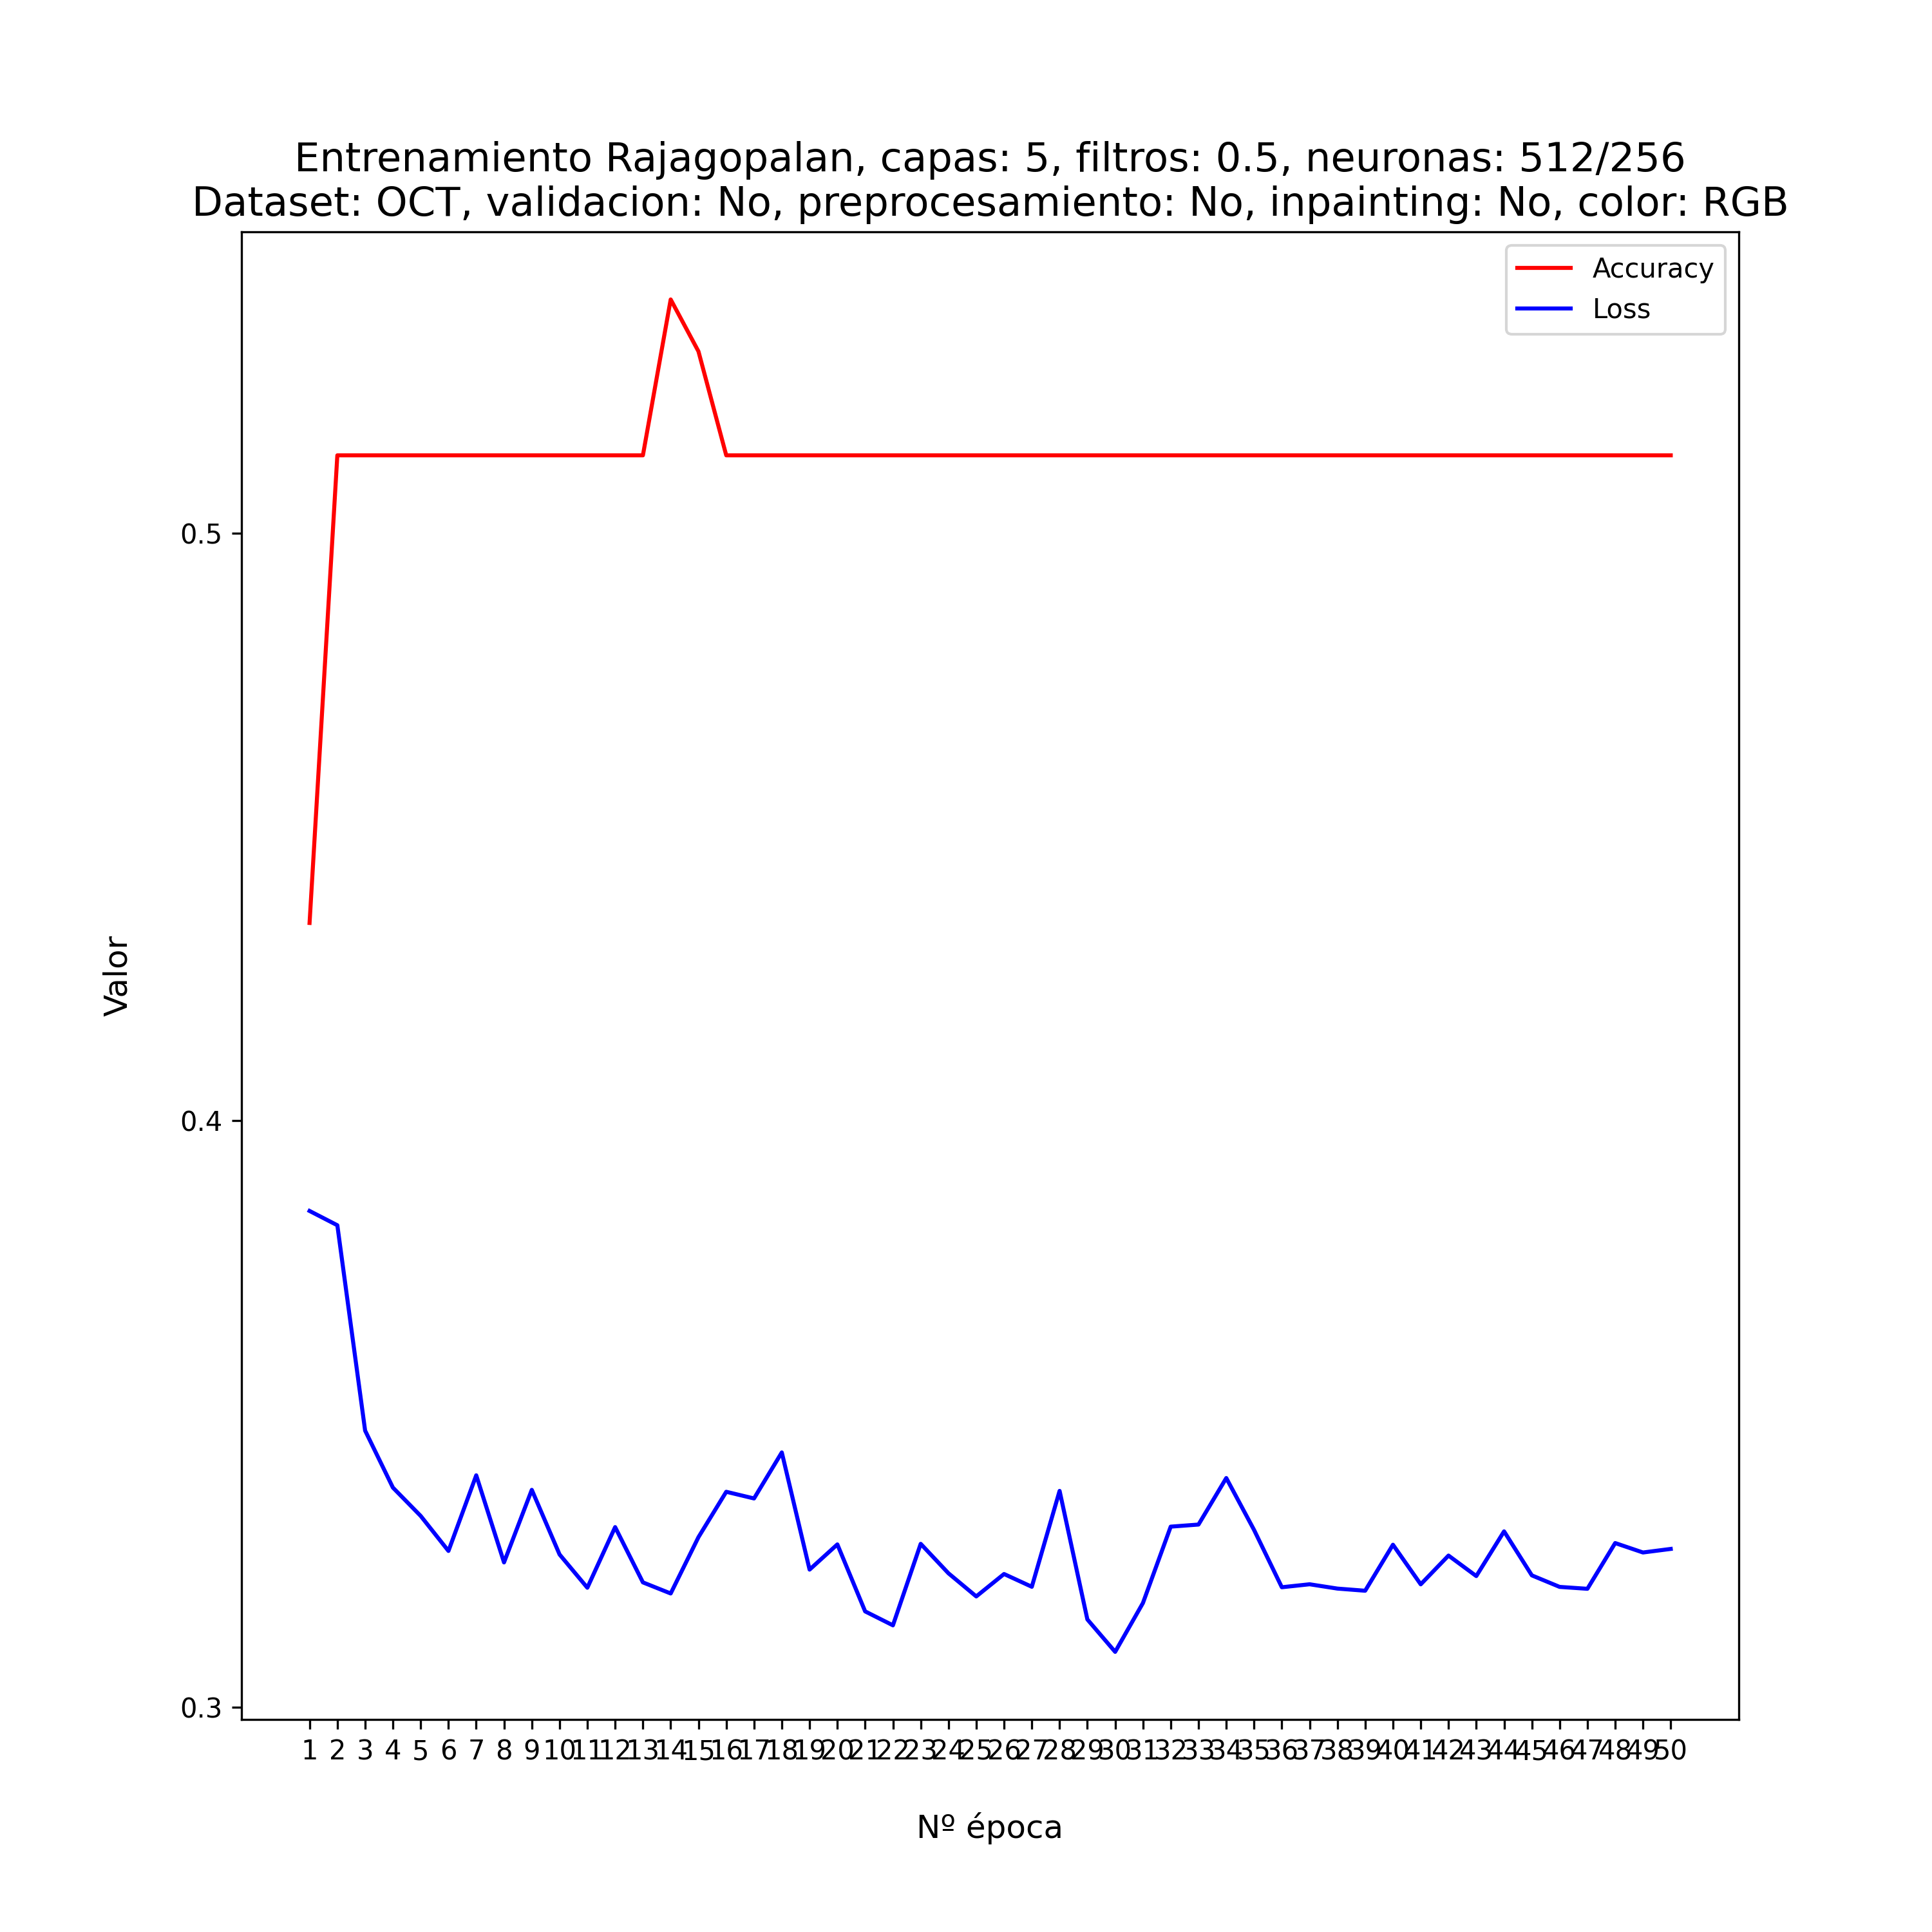 Entrenamiento Rajagopalan, capas: 5, filtros: 0.5, neuronas: 512/256
Dataset: OCT, validacion: No, preprocesamiento: No, inpainting: No, color: RGB
Accuracy
Loss
0.5
0.4
0.3
Valor
1 2 3 4 5 6 7 8 9 10 11 12 13 14 15 16 17 18 19 20 21 22 23 24 25 26 27 28 29 30 31 32 33 34 35 36 37 38 39 40 41 42 43 44 45 46 47 48 49 50
Nº época